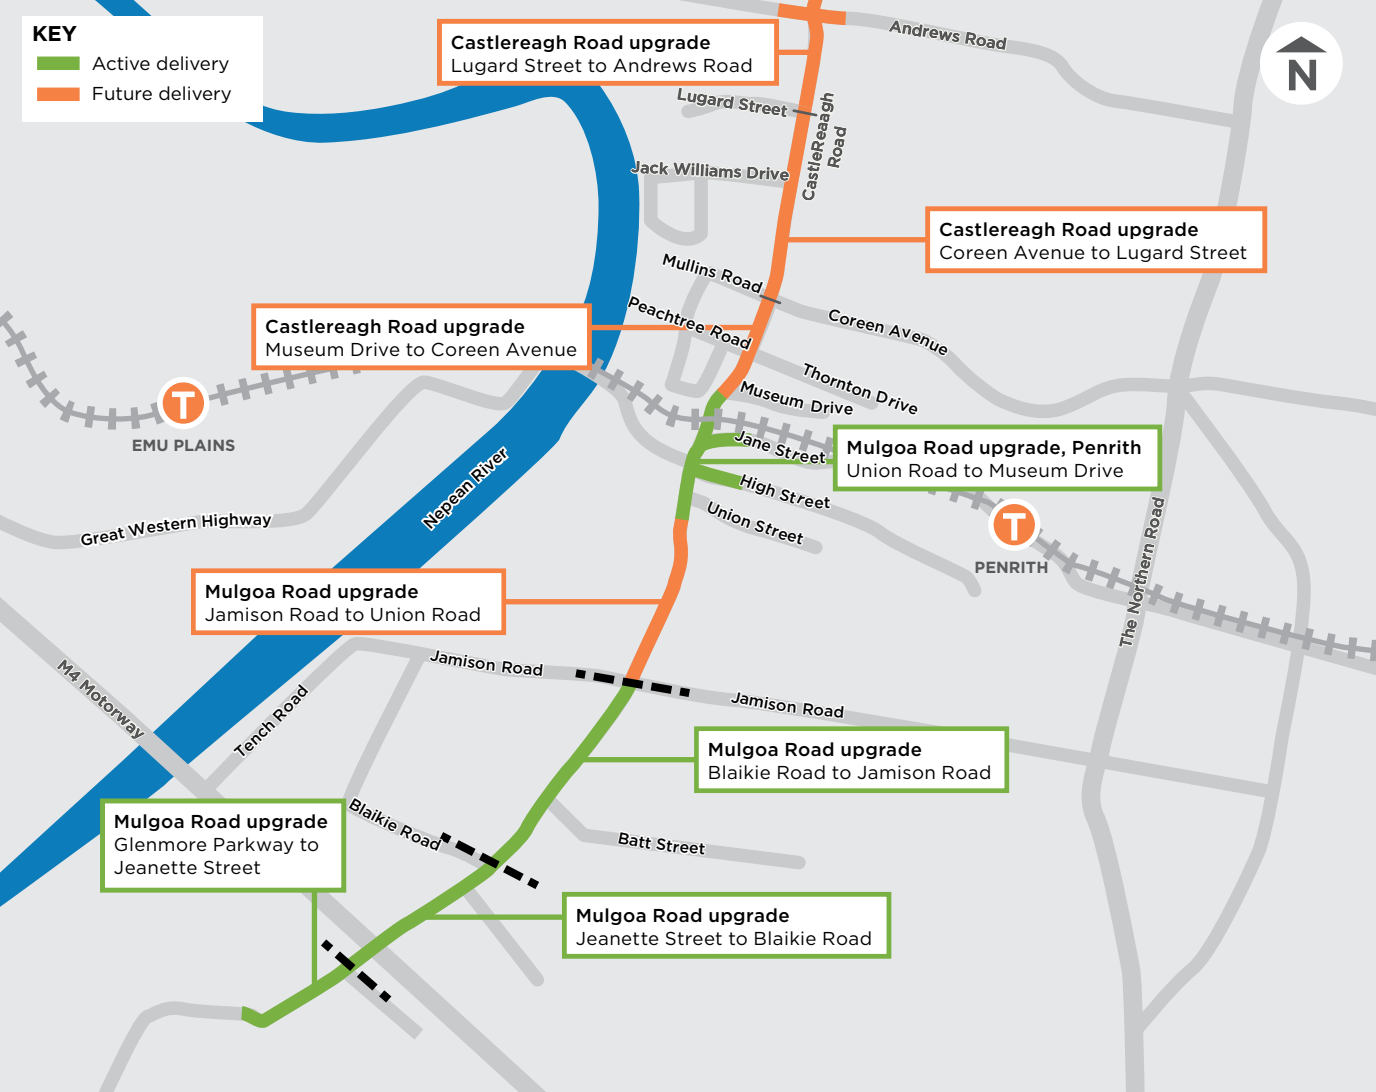 KEY
Active delivery
Future delivery
Castlereagh Road upgrade
Lugard Street to Andrews Road
Andrews Road
N
Lugard Street
CastleReaagh
Road
Jack Williams Drive
Castlereagh Road upgrade
Coreen Avenue to Lugard Street
Mullins Road
Peachtree Road
Coreen Avenue
Castlereagh Road upgrade
Museum Drive to Coreen Avenue
Thornton Drive
Museum Drive
T
EMU PLAINS
Jane Street
Mulgoa Road upgrade, Penrith
Union Road to Museum Drive
High Street
Union Street
Nepean River
Great Western Highway
T
PENRITH
The Northern Road
Mulgoa Road upgrade
Jamison Road to Union Road
M4 Motorway
Tench Road
Jamison Road
Jamison Road
Mulgoa Road upgrade
Blaikie Road to Jamison Road
Mulgoa Road upgrade
Glenmore Parkway to
Jeanette Street
Blaikie Road
Batt Street
Mulgoa Road upgrade
Jeanette Street to Blaikie Road